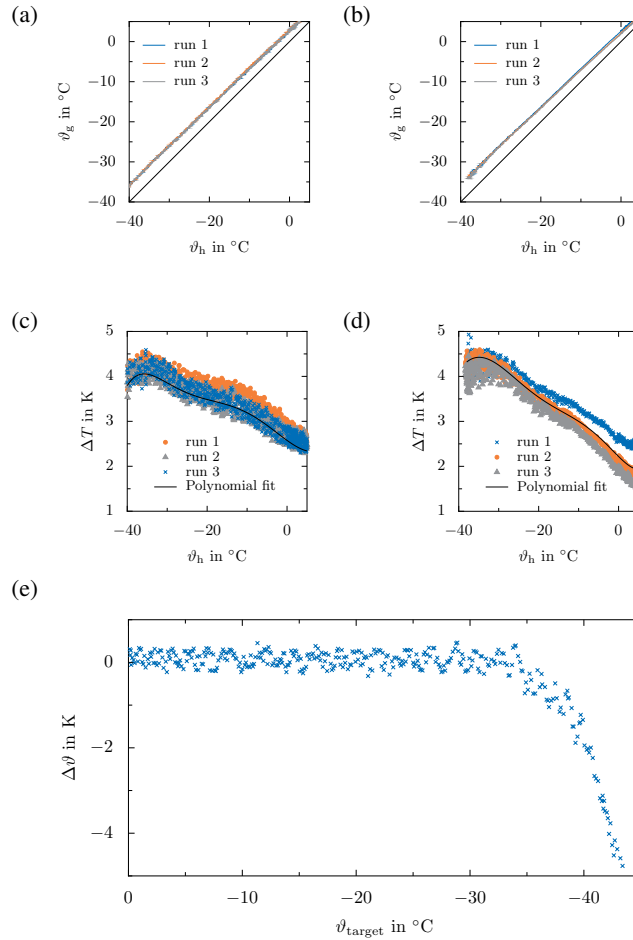 (a)
(b)
0
−10
−20
−30
−40
ϑg in °C
run 1
run 2
run 3
−40 −20 0
ϑh in °C
0
−10
−20
−30
−40
ϑg in °C
run 1
run 2
run 3
−40 −20 0
ϑh in °C
(c)
(d)
5
4
3
2
1
ΔT in K
run 1
run 2
run 3
Polynomial fit
−40 −20 0
ϑh in °C
5
4
3
2
1
ΔT in K
run 1
run 2
run 3
Polynomial fit
−40 −20 0
ϑh in °C
(e)
0
−2
−4
Δϑ in K
0 −10 −20 −30 −40
ϑtarget in °C